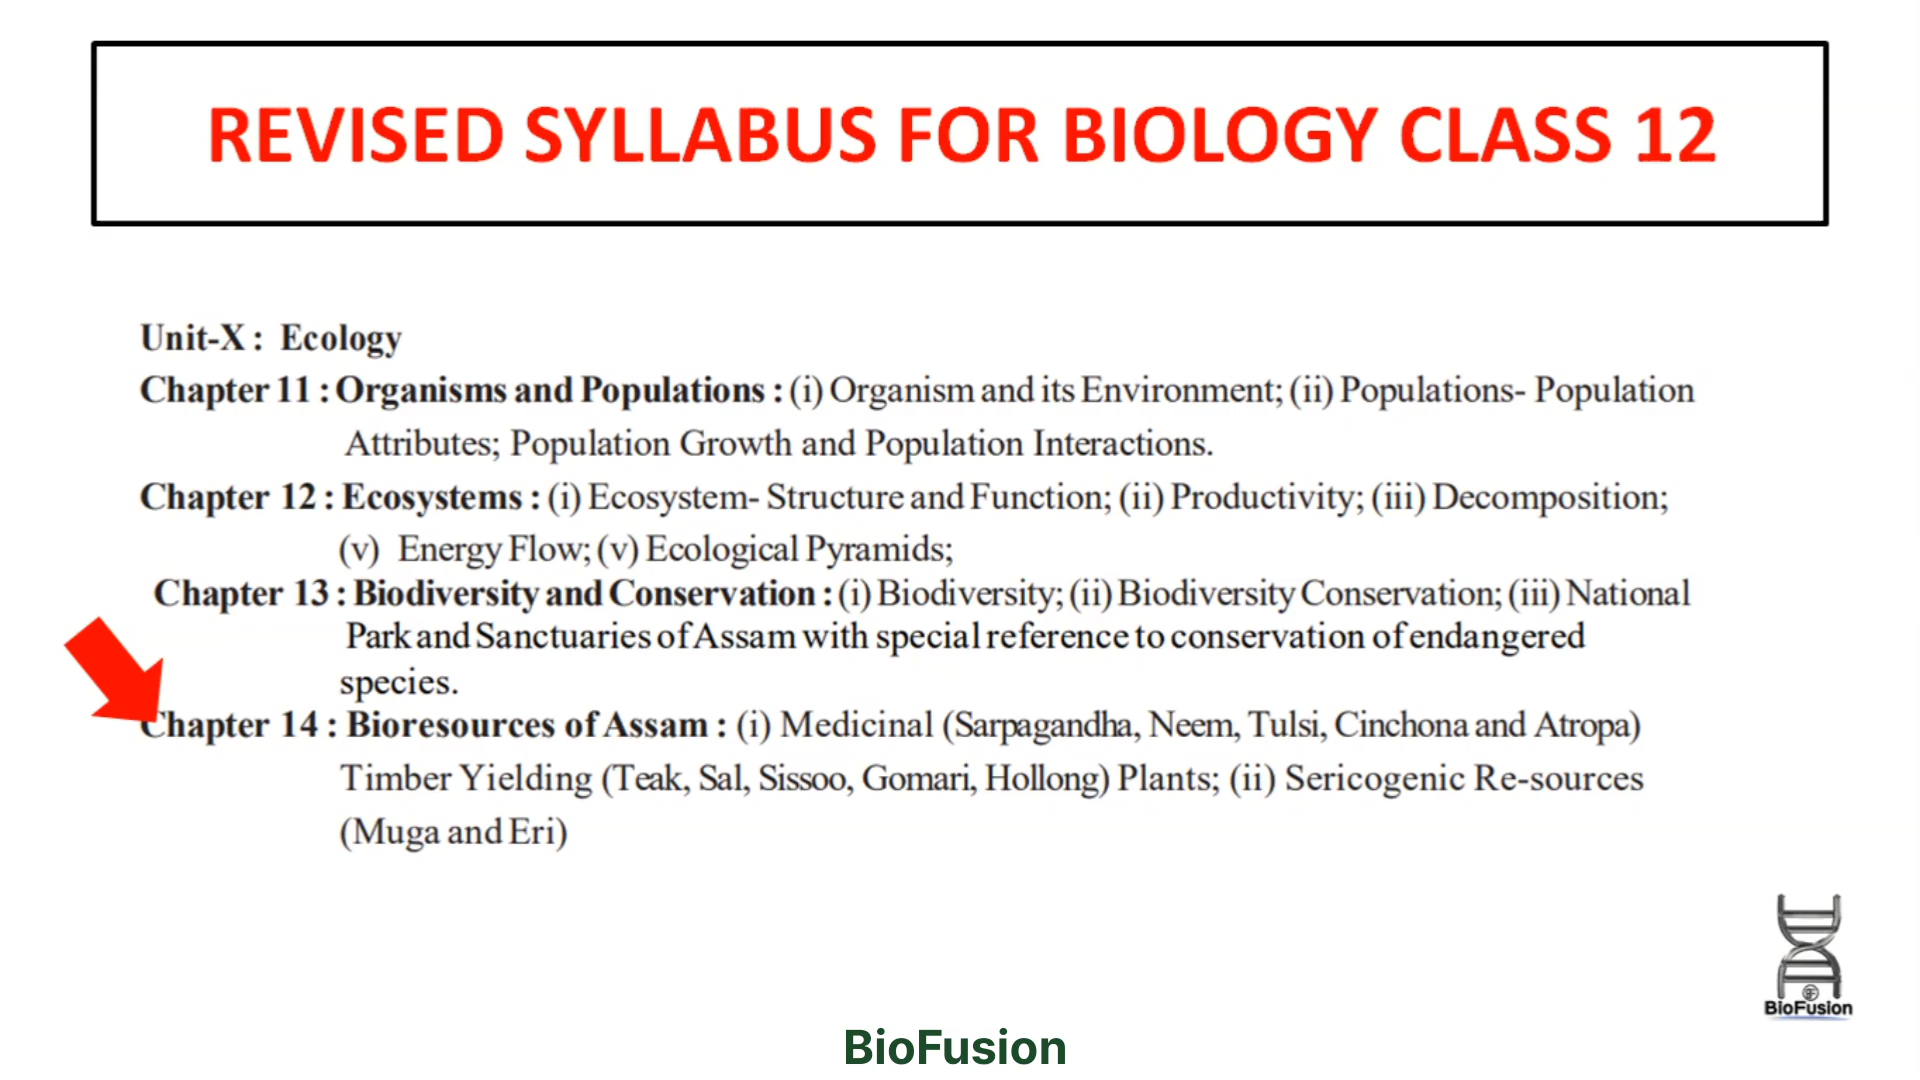 REVISED SYLLABUS FOR BIOLOGY CLASS 12
Unit-X : Ecology
Chapter 11 : Organisms and Populations : (i) Organism and its Environment; (ii) Populations- Population
Attributes; Population Growth and Population Interactions.
Chapter 12 : Ecosystems : (i) Ecosystem- Structure and Function; (ii) Productivity; (iii) Decomposition;
(v) Energy Flow; (v) Ecological Pyramids;
Chapter 13 : Biodiversity and Conservation : (i) Biodiversity; (ii) Biodiversity Conservation; (iii) National
Park and Sanctuaries of Assam with special reference to conservation of endangered
species.
Chapter 14 : Bioresources of Assam : (i) Medicinal (Sarpagandha, Neem, Tulsi, Cinchona and Atropa)
Timber Yielding (Teak, Sal, Sissoo, Gomari, Hollong) Plants; (ii) Sericogenic Re-sources
(Muga and Eri)
BioFusion
BioFusion